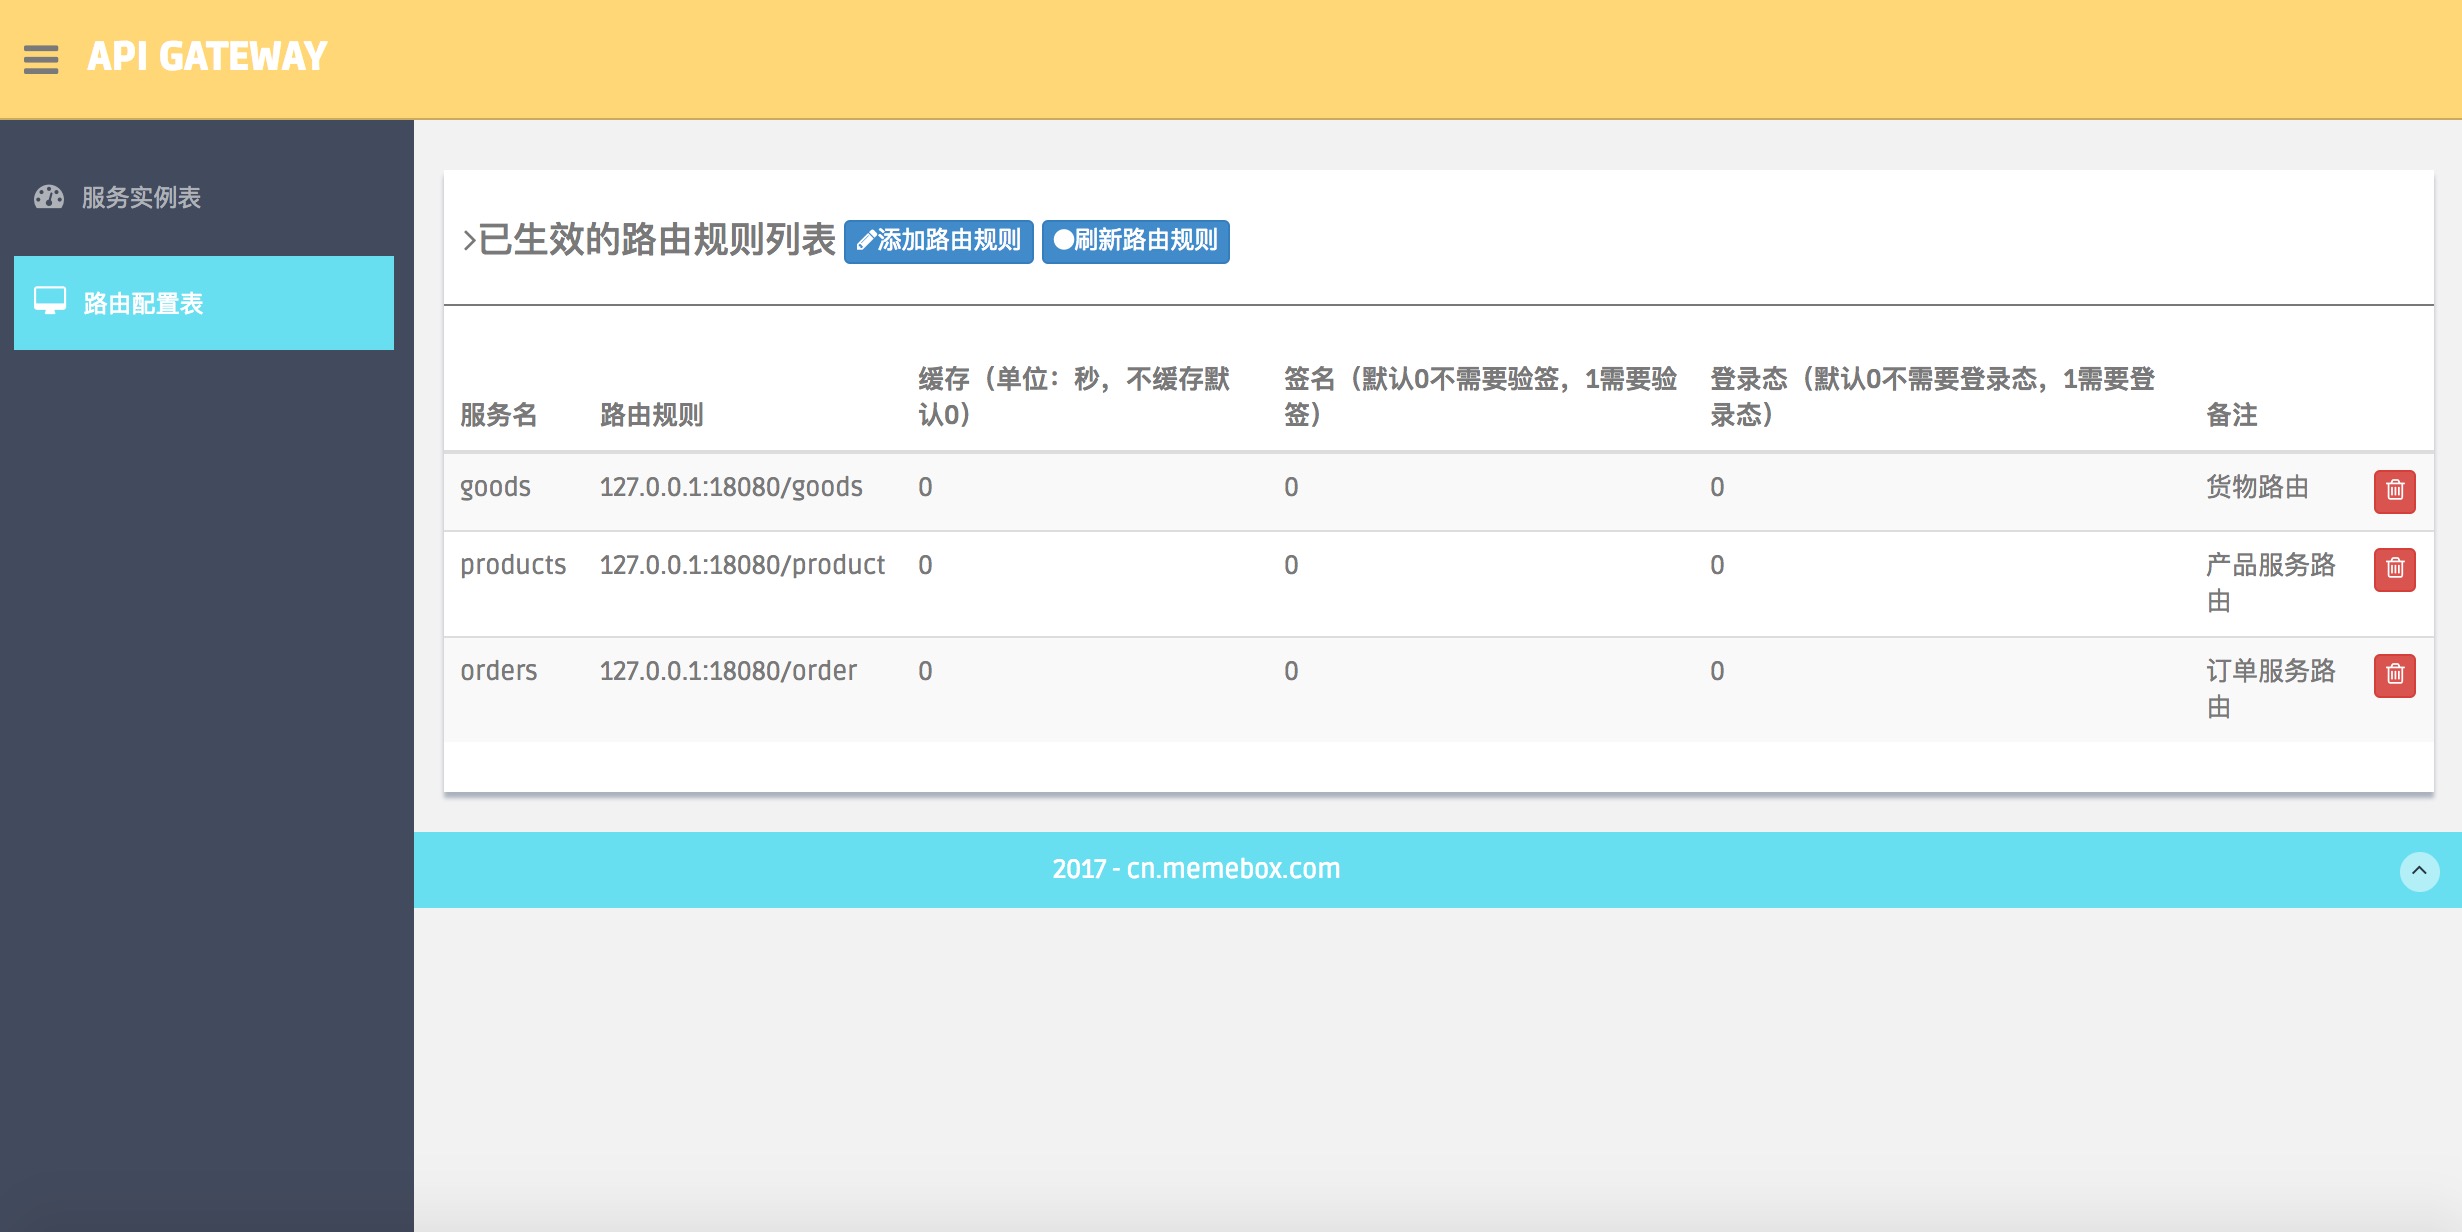 API GATEWAY
服务实例表
路由配置表
>已生效的路由规则列表 添加路由规则 刷新路由规则
服务名 路由规则 缓存（单位：秒，不缓存默认0） 签名（默认0不需要验签，1需要验签） 登录态（默认0不需要登录态，1需要登录态） 备注
goods 127.0.0.1:18080/goods 0 0 0 货物路由
products 127.0.0.1:18080/product 0 0 0 产品服务路由
orders 127.0.0.1:18080/order 0 0 0 订单服务路由
2017 - cn.memebox.com